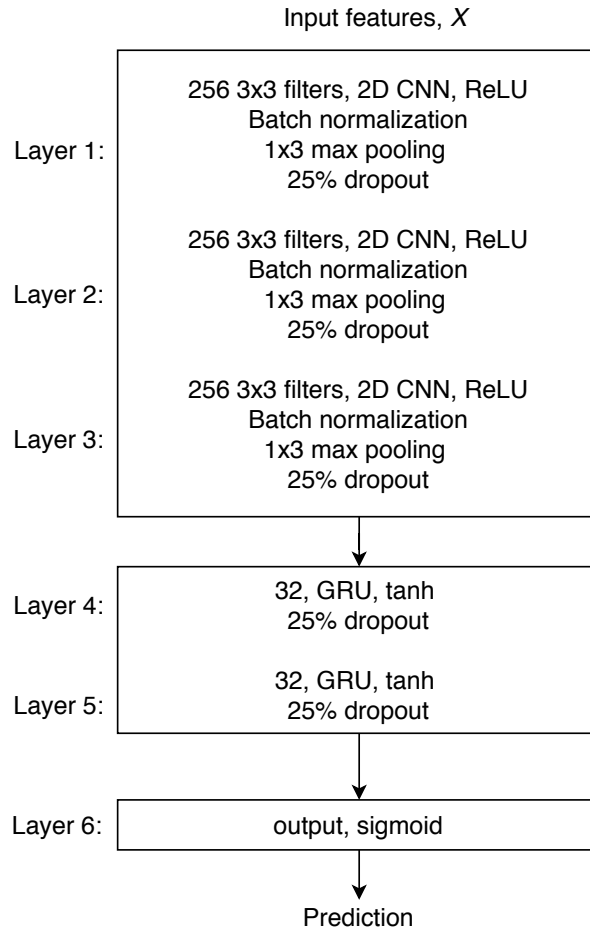 Input features, X
256 3x3 filters, 2D CNN, ReLU
Batch normalization
Layer 1:
1x3 max pooling
25% dropout
256 3x3 filters, 2D CNN, ReLU
Batch normalization
Layer 2:
1x3 max pooling
25% dropout
256 3x3 filters, 2D CNN, ReLU
Batch normalization
Layer 3:
1x3 max pooling
25% dropout
Layer 4:
32, GRU, tanh
25% dropout
32, GRU, tanh
Layer 5:
25% dropout
Layer 6:
output, sigmoid
Prediction